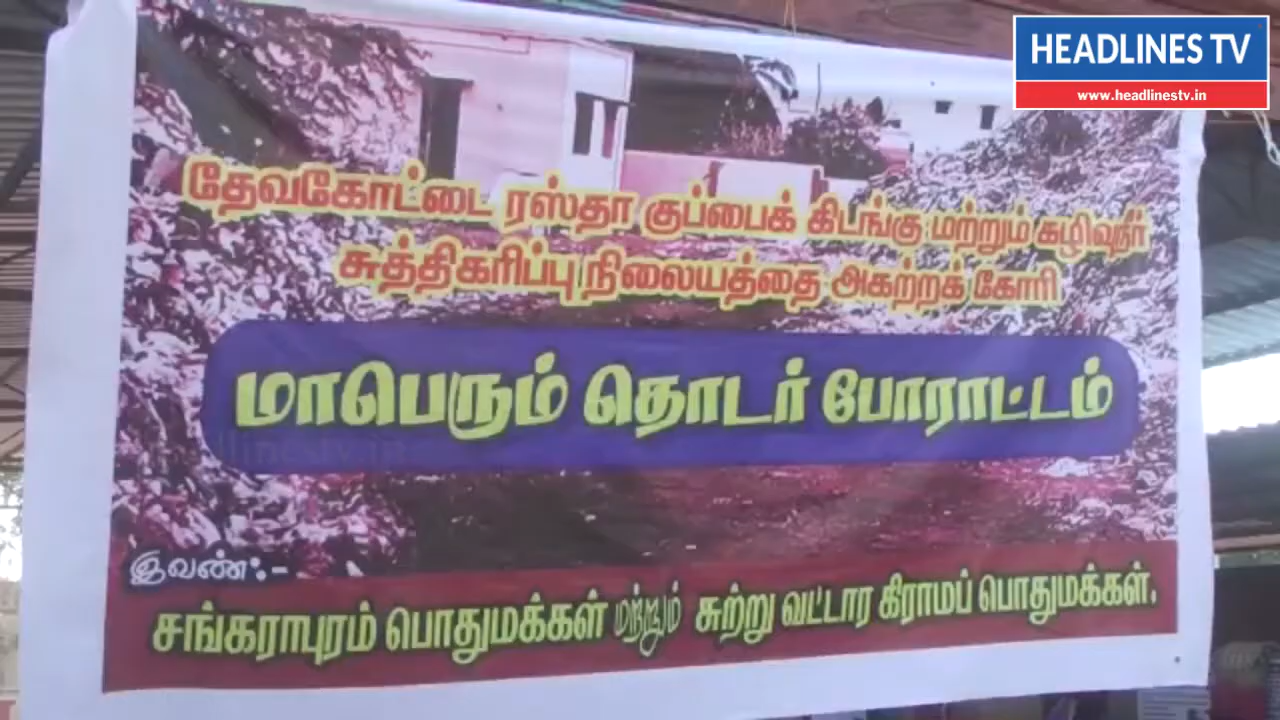 HEADLINES TV
www.headlinestv.in
தேவகோட்டை ரஸ்தா குப்பைக் கிடங்கு மற்றும் கழிவுநீர்
சுத்திகரிப்பு நிலையத்தை அகற்றக் கோரி
மாபெரும் தொடர் போராட்டம்
இவண்:-
சங்கராபுரம் பொதுமக்கள் மற்றும் சுற்று வட்டார கிராமப் பொதுமக்கள்.